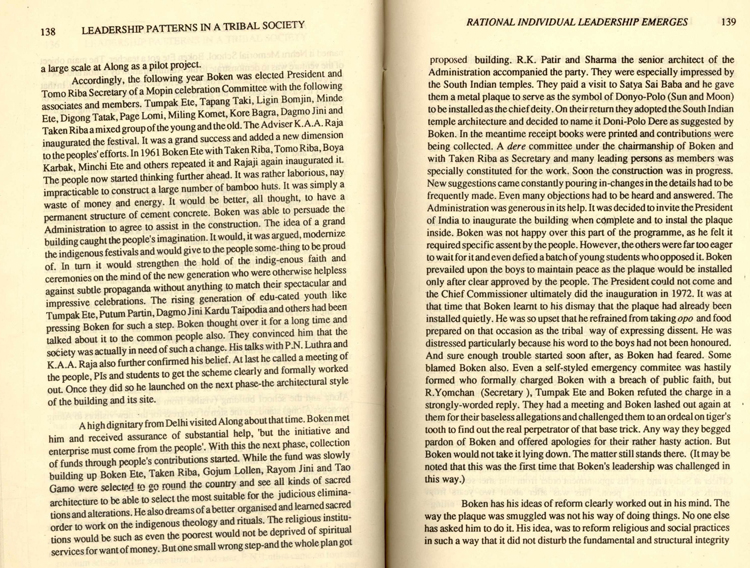 138 LEADERSHIP PATTERNS IN A TRIBAL SOCIETY
a large scale at Along as a pilot project.
Accordingly, the following year Boken was elected President and
Tomo Riba Secretary of a Mopin celebration Committee with the following
associates and members. Tumpak Ete, Tapang Taki, Ligin Bomjin, Minde
Ete, Digong Tatak, Page Lomi, Miling Komet, Kore Bagra, Dagmo Jini and
Taken Riba a mixed group of the young and the old. The Adviser K.A.A. Raja
inaugurated the festival. It was a grand success and added a new dimension
to the peoples' efforts. In 1961 Boken Ete with Taken Riba, Tomo Riba, Boya
Karbak, Minchi Ete and others repeated it and Rajaji again inaugurated it.
The people now started thinking further ahead. It was rather laborious, nay
impracticable to construct a large number of bamboo huts. It was simply a
waste of money and energy. It would be better, all thought, to have a
permanent structure of cement concrete. Boken was able to persuade the
Administration to agree to assist in the construction. The idea of a grand
building caught the people's imagination. It would, it was argued, modernize
the indigenous festivals and would give to the people some-thing to be proud
of. In turn it would strengthen the hold of the indig-enous faith and
ceremonies on the mind of the new generation who were otherwise helpless
against subtle propaganda without anything to match their spectacular and
impressive celebrations. The rising generation of edu-cated youth like
Tumpak Ete, Putum Partin, Dagmo Jini Kardu Taipodia and others had been
pressing Boken for such a step. Boken thought over it for a long time and
talked about it to the common people also. They convinced him that the
society was actually in need of such a change. His talks with P.N. Luthra and
K.A.A. Raja also further confirmed his belief. At last he called a meeting of
the people, PIs and students to get the scheme clearly and formally worked
out. Once they did so he launched on the next phase-the architectural style
of the building and its site.
A high dignitary from Delhi visited Along about that time. Boken met
him and received assurance of substantial help, 'but the initiative and
enterprise must come from the people'. With this the next phase, collection
of funds through people's contributions started. While the fund was slowly
building up Boken Ete, Taken Riba, Gojum Lollen, Rayom Jini and Tao
Gamo were selected to go round the country and see all kinds of sacred
architecture to be able to select the most suitable for the judicious elimina-
tions and alterations. He also dreams of a better organised and learned sacred
order to work on the indigenous theology and rituals. The religious institu-
tions would be such as even the poorest would not be deprived of spiritual
services for want of money. But one small wrong step-and the whole plan got
RATIONAL INDIVIDUAL LEADERSHIP EMERGES 139
proposed building. R.K. Patir and Sharma the senior architect of the
Administration accompanied the party. They were especially impressed by
the South Indian temples. They paid a visit to Satya Sai Baba and he gave
them a metal plaque to serve as the symbol of Donyo-Polo (Sun and Moon)
to be installed as the chief deity. On their return they adopted the South Indian
temple architecture and decided to name it Doni-Polo Dere as suggested by
Boken. In the meantime receipt books were printed and contributions were
being collected. A dere committee under the chairmanship of Boken and
with Taken Riba as Secretary and many leading persons as members was
specially constituted for the work. Soon the construction was in progress.
New suggestions came constantly pouring in-changes in the details had to be
frequently made. Even many objections had to be heard and answered. The
Administration was generous in its help. It was decided to invite the President
of India to inaugurate the building when complete and to instal the plaque
inside. Boken was not happy over this part of the programme, as he felt it
required specific assent by the people. However, the others were far too eager
to wait for it and even defied a batch of young students who opposed it. Boken
prevailed upon the boys to maintain peace as the plaque would be installed
only after clear approved by the people. The President could not come and
the Chief Commissioner ultimately did the inauguration in 1972. It was at
that time that Boken learnt to his dismay that the plaque had already been
installed quietly. He was so upset that he refrained from taking opo and food
prepared on that occasion as the tribal way of expressing dissent. He was
distressed particularly because his word to the boys had not been honoured.
And sure enough trouble started soon after, as Boken had feared. Some
blamed Boken also. Even a self-styled emergency commitee was hastily
formed who formally charged Boken with a breach of public faith, but
R.Yomchan (Secretary ), Tumpak Ete and Boken refuted the charge in a
strongly-worded reply. They had a meeting and Boken lashed out again at
them for their baseless allegations and challenged them to an ordeal on tiger's
tooth to find out the real perpetrator of that base trick. Any way they begged
pardon of Boken and offered apologies for their rather hasty action. But
Boken would not take it lying down. The matter still stands there. (It may be
noted that this was the first time that Boken's leadership was challenged in
this way.)
Boken has his ideas of reform clearly worked out in his mind. The
way the plaque was smuggled was not his way of doing things. No one else
has asked him to do it. His idea, was to reform religious and social practices
in such a way that it did not disturb the fundamental and structural integrity